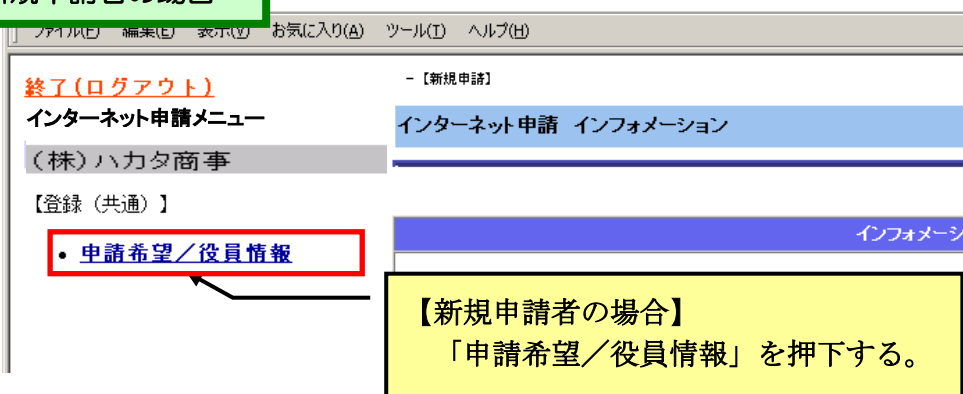 新規申請者の場合
ファイル(F) 編集(E) 表示(V) お気に入り(A) ツール(T) ヘルプ(H)
終了(ログアウト)
インターネット申請メニュー
(株)ハカタ商事
【登録(共通)】
・申請希望／役員情報
-【新規申請】
インターネット申請 インフォメーション
インフォメーシ
【新規申請者の場合】
「申請希望／役員情報」を押下する。